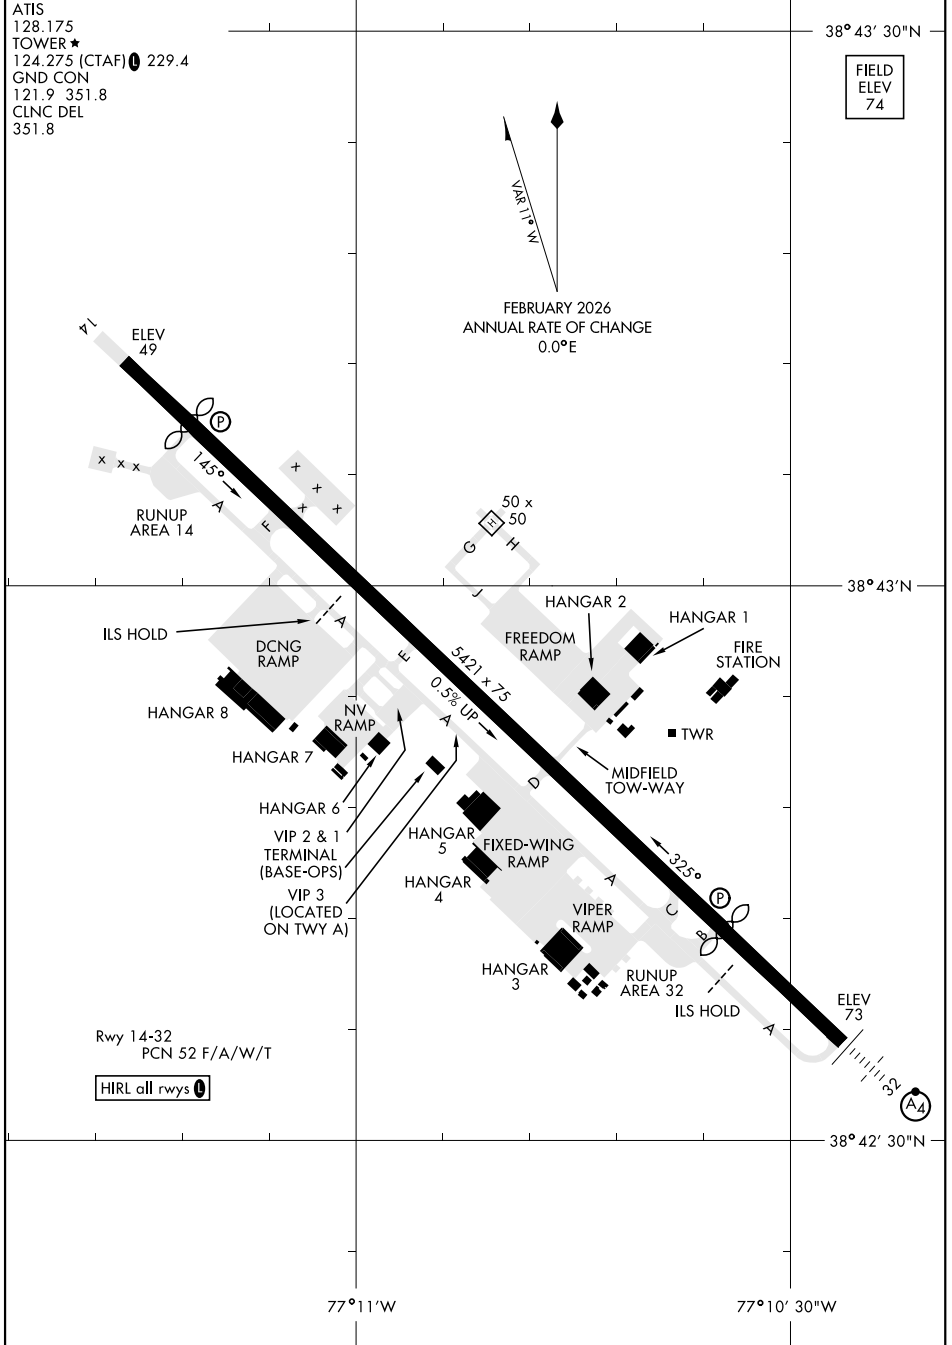 ATIS
128.175
TOWER ★
124.275 (CTAF) L 229.4
GND CON
121.9 351.8
CLNC DEL
351.8
38° 43' 30"N
FIELD
ELEV
74
VAR 11° W
FEBRUARY 2026
ANNUAL RATE OF CHANGE
0.0° E
14
ELEV
49
P
145°
x x x
x
x
x
x
A
F
RUNUP
AREA 14
50 x
50
H
G
H
J
38° 43'N
ILS HOLD
A
DCNG
RAMP
E
HANGAR 2
HANGAR 1
FREEDOM
RAMP
FIRE
STATION
5421 x 75
0.5% UP
HANGAR 8
NV
RAMP
A
TWR
HANGAR 7
MIDFIELD
TOW-WAY
D
HANGAR 6
VIP 2 & 1
TERMINAL
(BASE-OPS)
VIP 3
(LOCATED
ON TWY A)
HANGAR
5
FIXED-WING
RAMP
HANGAR
4
325°
A
P
C
B
VIPER
RAMP
HANGAR
3
RUNUP
AREA 32
ILS HOLD
ELEV
73
A
Rwy 14-32
PCN 52 F/A/W/T
HIRL all rwys L
32
A4
38° 42' 30"N
77° 11'W
77° 10' 30"W